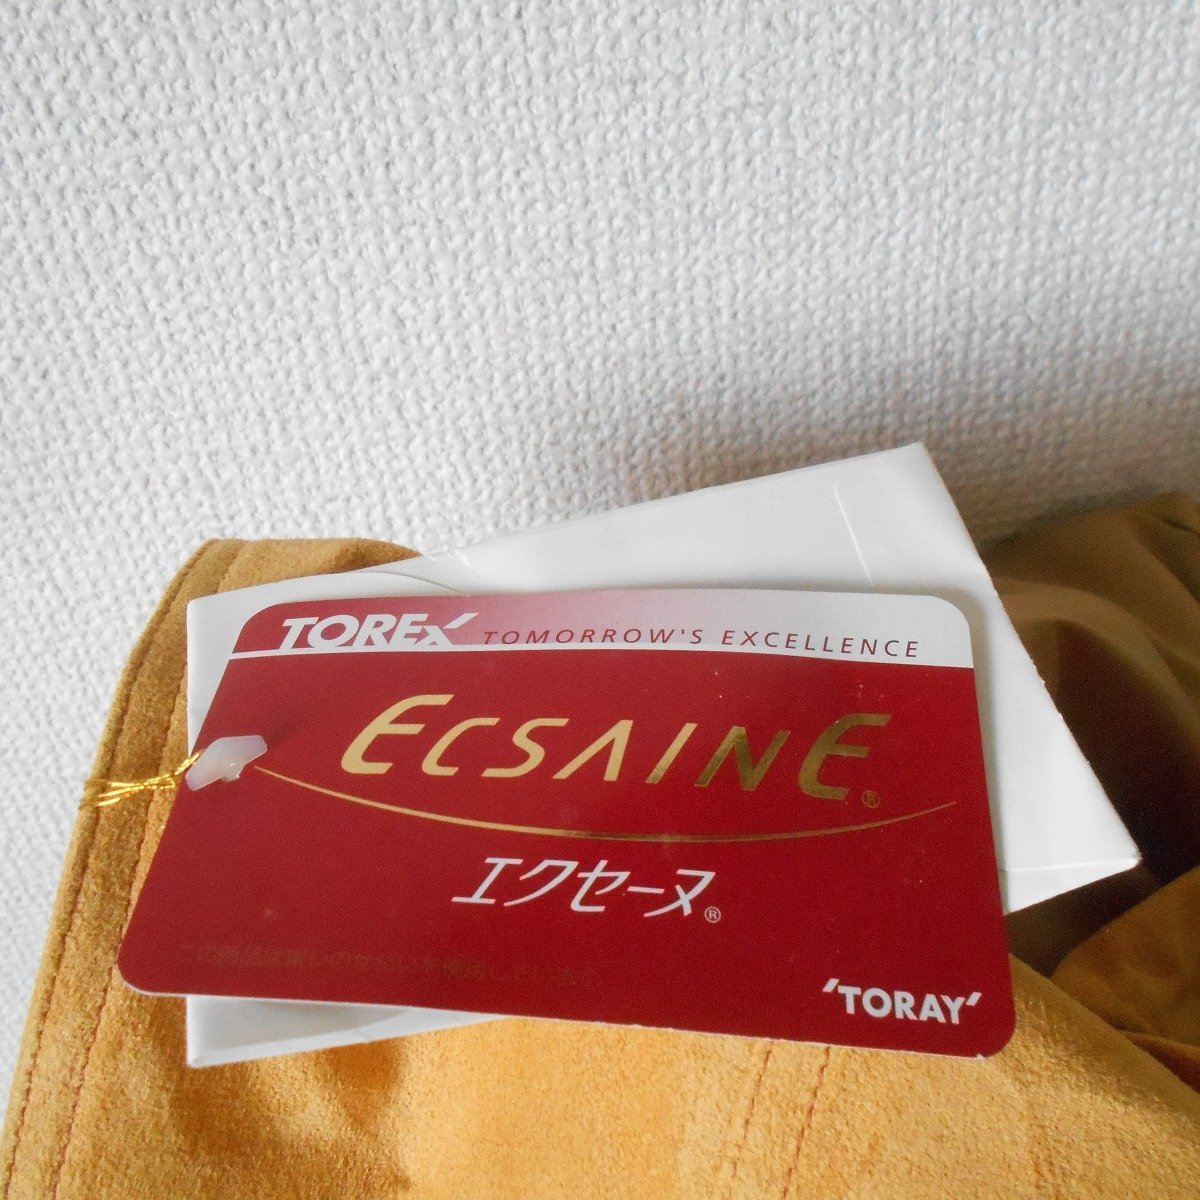 TOREX TOMORROW'S EXCELLENCE
ECSAINE®
エクセーヌ®
'TORAY'